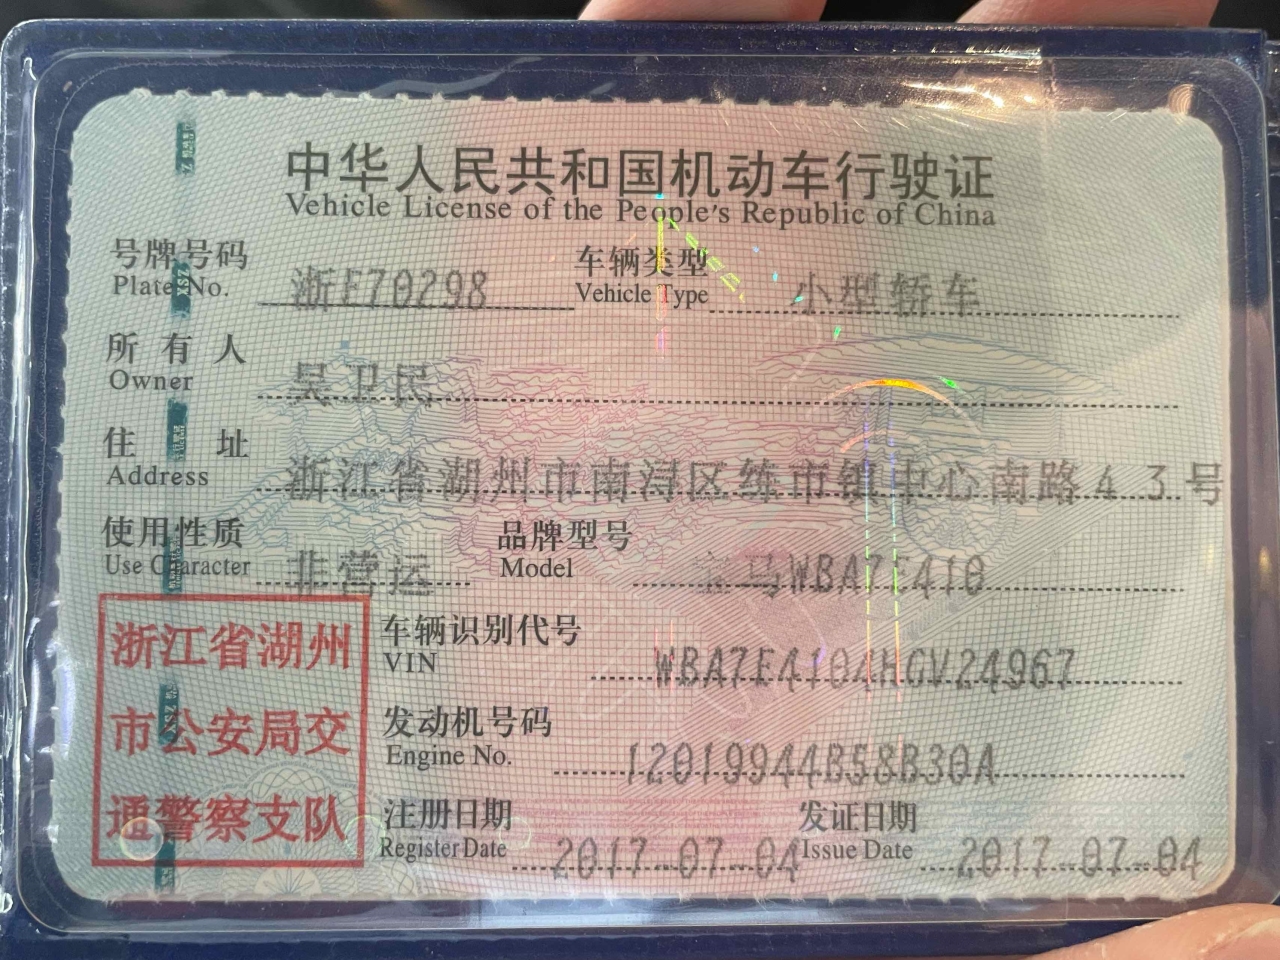 中华人民共和国机动车行驶证
Vehicle License of the People's Republic of China
号牌号码 浙E70298 车辆类型 小型轿车
Plate No. Vehicle Type
所有人 吴卫民
Owner
住址 浙江省湖州市南浔区练市镇中心南路43号
Address
使用性质 非营运 品牌型号 宝马WBA7E410
Use Character Model
浙江省湖州
市公安局交
通警察支队
车辆识别代号 WBA7E4104HGV24967
VIN
发动机号码 12019944B58B30A
Engine No.
注册日期 2017-07-04 发证日期 2017-07-04
Register Date Issue Date